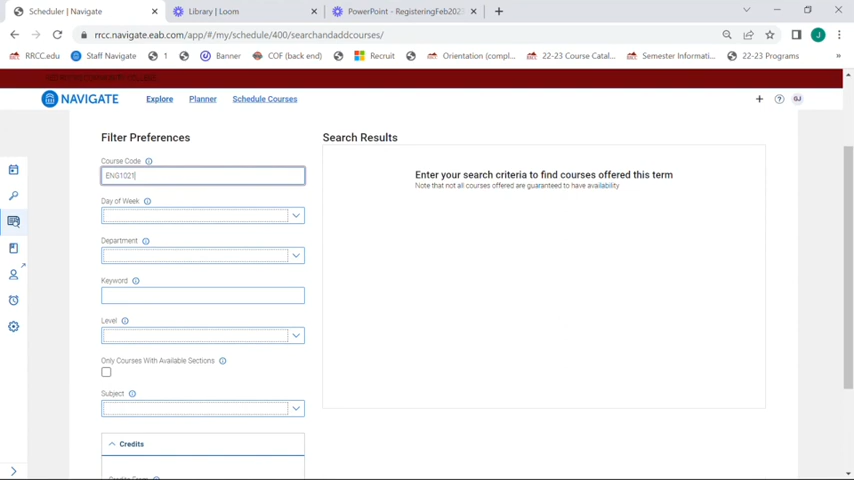 Scheduler | Navigate
Library | Loom
PowerPoint - RegisteringFeb202
rrcc.navigate.eab.com/app/#/my/schedule/400/searchandaddcourses/
J
RRCC.edu
Staff Navigate
1
Banner
COF (back end)
Recruit
Orientation (compl...
22-23 Course Catal...
Semester Informati...
22-23 Programs
»
NAVIGATE
Explore
Planner
Schedule Courses
GJ
Filter Preferences
Search Results
Course Code
ENG1021
Enter your search criteria to find courses offered this term
Note that not all courses offered are guaranteed to have availability
Day of Week
Department
Keyword
Level
Only Courses With Available Sections
Subject
Credits